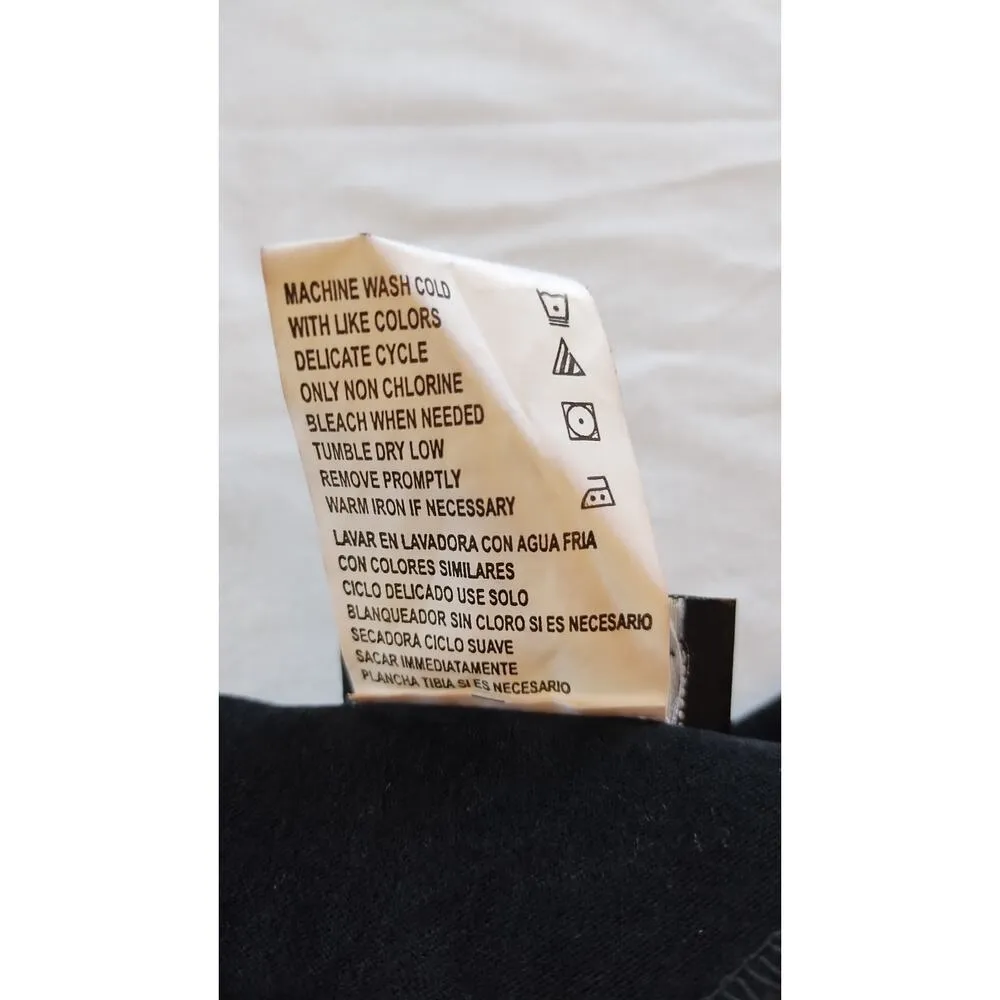 MACHINE WASH COLD
WITH LIKE COLORS
DELICATE CYCLE
ONLY NON CHLORINE
BLEACH WHEN NEEDED
TUMBLE DRY LOW
REMOVE PROMPTLY
WARM IRON IF NECESSARY
LAVAR EN LAVADORA CON AGUA FRIA
CON COLORES SIMILARES
CICLO DELICADO USE SOLO
BLANQUEADOR SIN CLORO SI ES NECESARIO
SECADORA CICLO SUAVE
SACAR IMMEDIATAMENTE
PLANCHA TIBIA SI ES NECESARIO